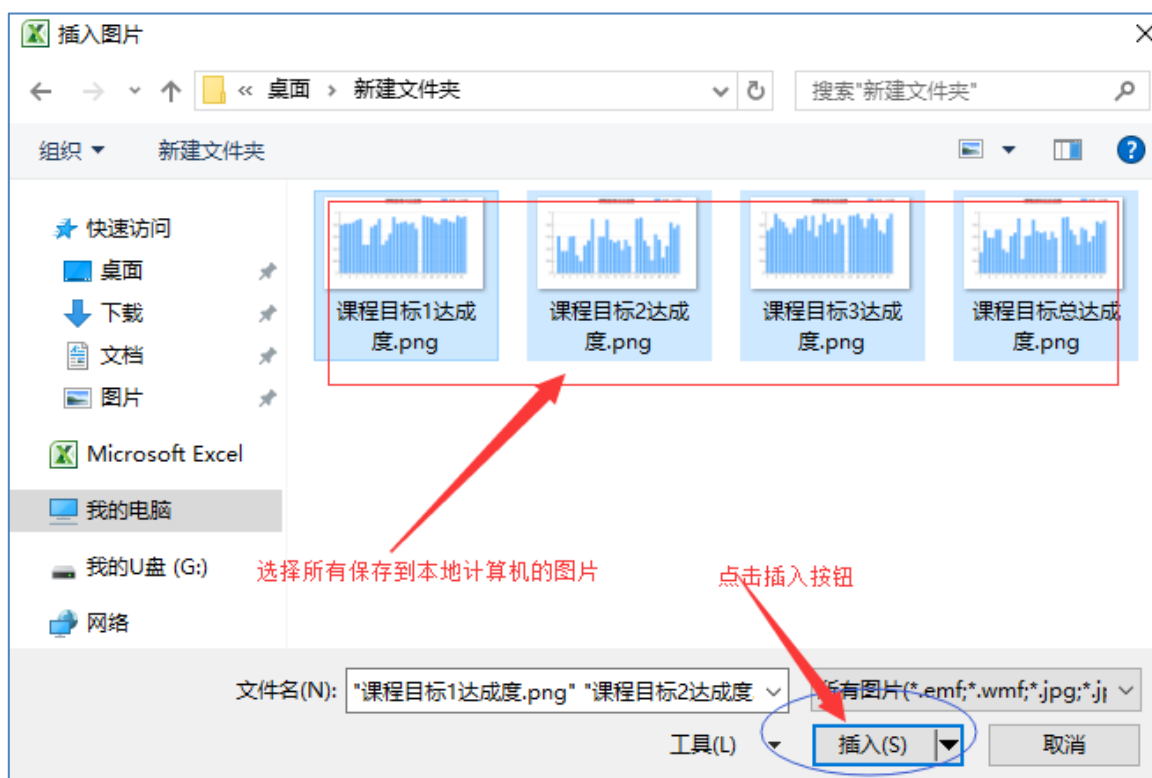 插入图片
« 桌面 › 新建文件夹
搜索"新建文件夹"
组织
新建文件夹
快速访问
桌面
下载
文档
图片
Microsoft Excel
我的电脑
我的U盘 (G:)
网络
课程目标1达成
度.png
课程目标2达成
度.png
课程目标3达成
度.png
课程目标总达成
度.png
选择所有保存到本地计算机的图片
点击插入按钮
文件名(N):
"课程目标1达成度.png" "课程目标2达成度
所有图片(*.emf;*.wmf;*.jpg;*.jp
工具(L)
插入(S)
取消